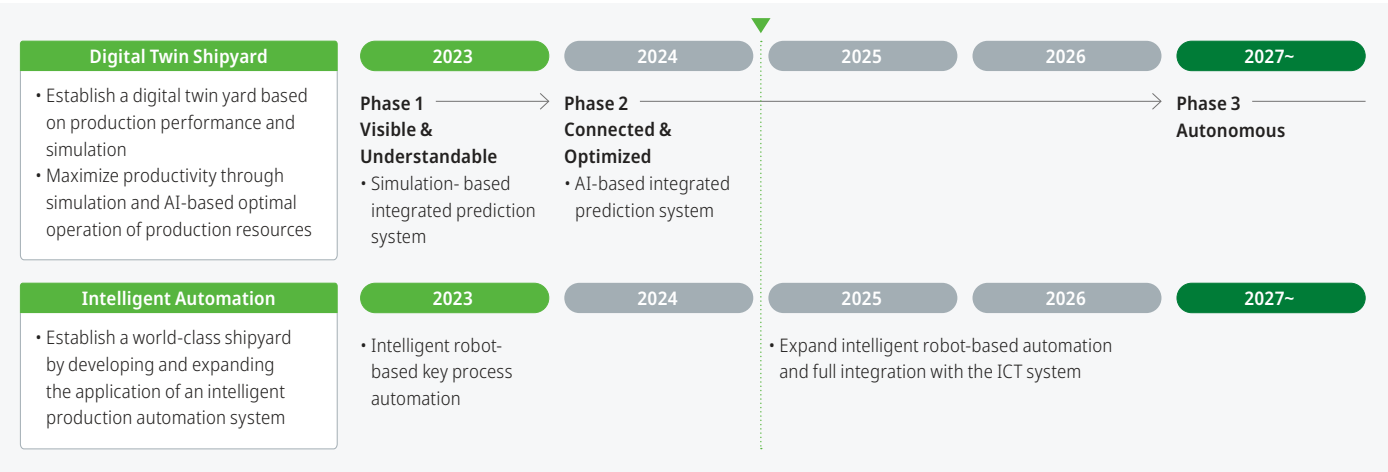 Digital Twin Shipyard
• Establish a digital twin yard based
on production performance and
simulation
• Maximize productivity through
simulation and AI-based optimal
operation of production resources
2023
2024
2025
2026
2027~
Phase 1
Visible &
Understandable
• Simulation- based
integrated prediction
system
Phase 2
Connected &
Optimized
• AI-based integrated
prediction system
Phase 3
Autonomous
Intelligent Automation
• Establish a world-class shipyard
by developing and expanding
the application of an intelligent
production automation system
2023
2024
2025
2026
2027~
• Intelligent robot-
based key process
automation
• Expand intelligent robot-based automation
and full integration with the ICT system